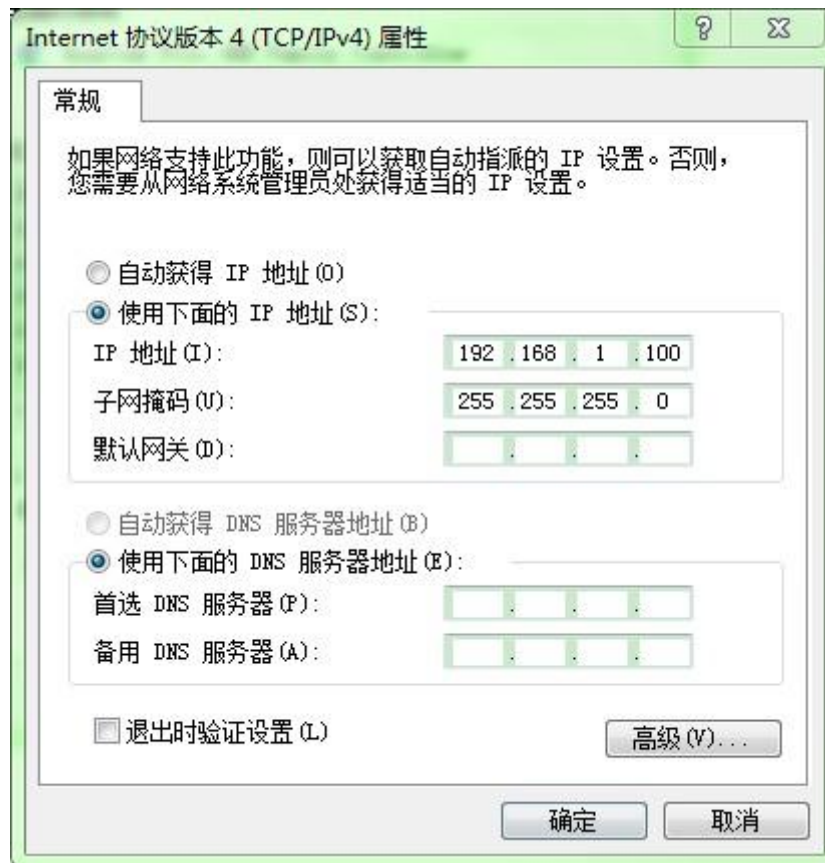 Internet 协议版本 4 (TCP/IPv4) 属性
常规
如果网络支持此功能，则可以获取自动指派的 IP 设置。否则，
您需要从网络系统管理员处获得适当的 IP 设置。
自动获得 IP 地址(O)
使用下面的 IP 地址(S):
IP 地址(I): 192 .168 . 1 .100
子网掩码(U): 255 .255 .255 . 0
默认网关(D): . . .
自动获得 DNS 服务器地址(B)
使用下面的 DNS 服务器地址(E):
首选 DNS 服务器(P): . . .
备用 DNS 服务器(A): . . .
退出时验证设置(L)
高级(V)...
确定 取消